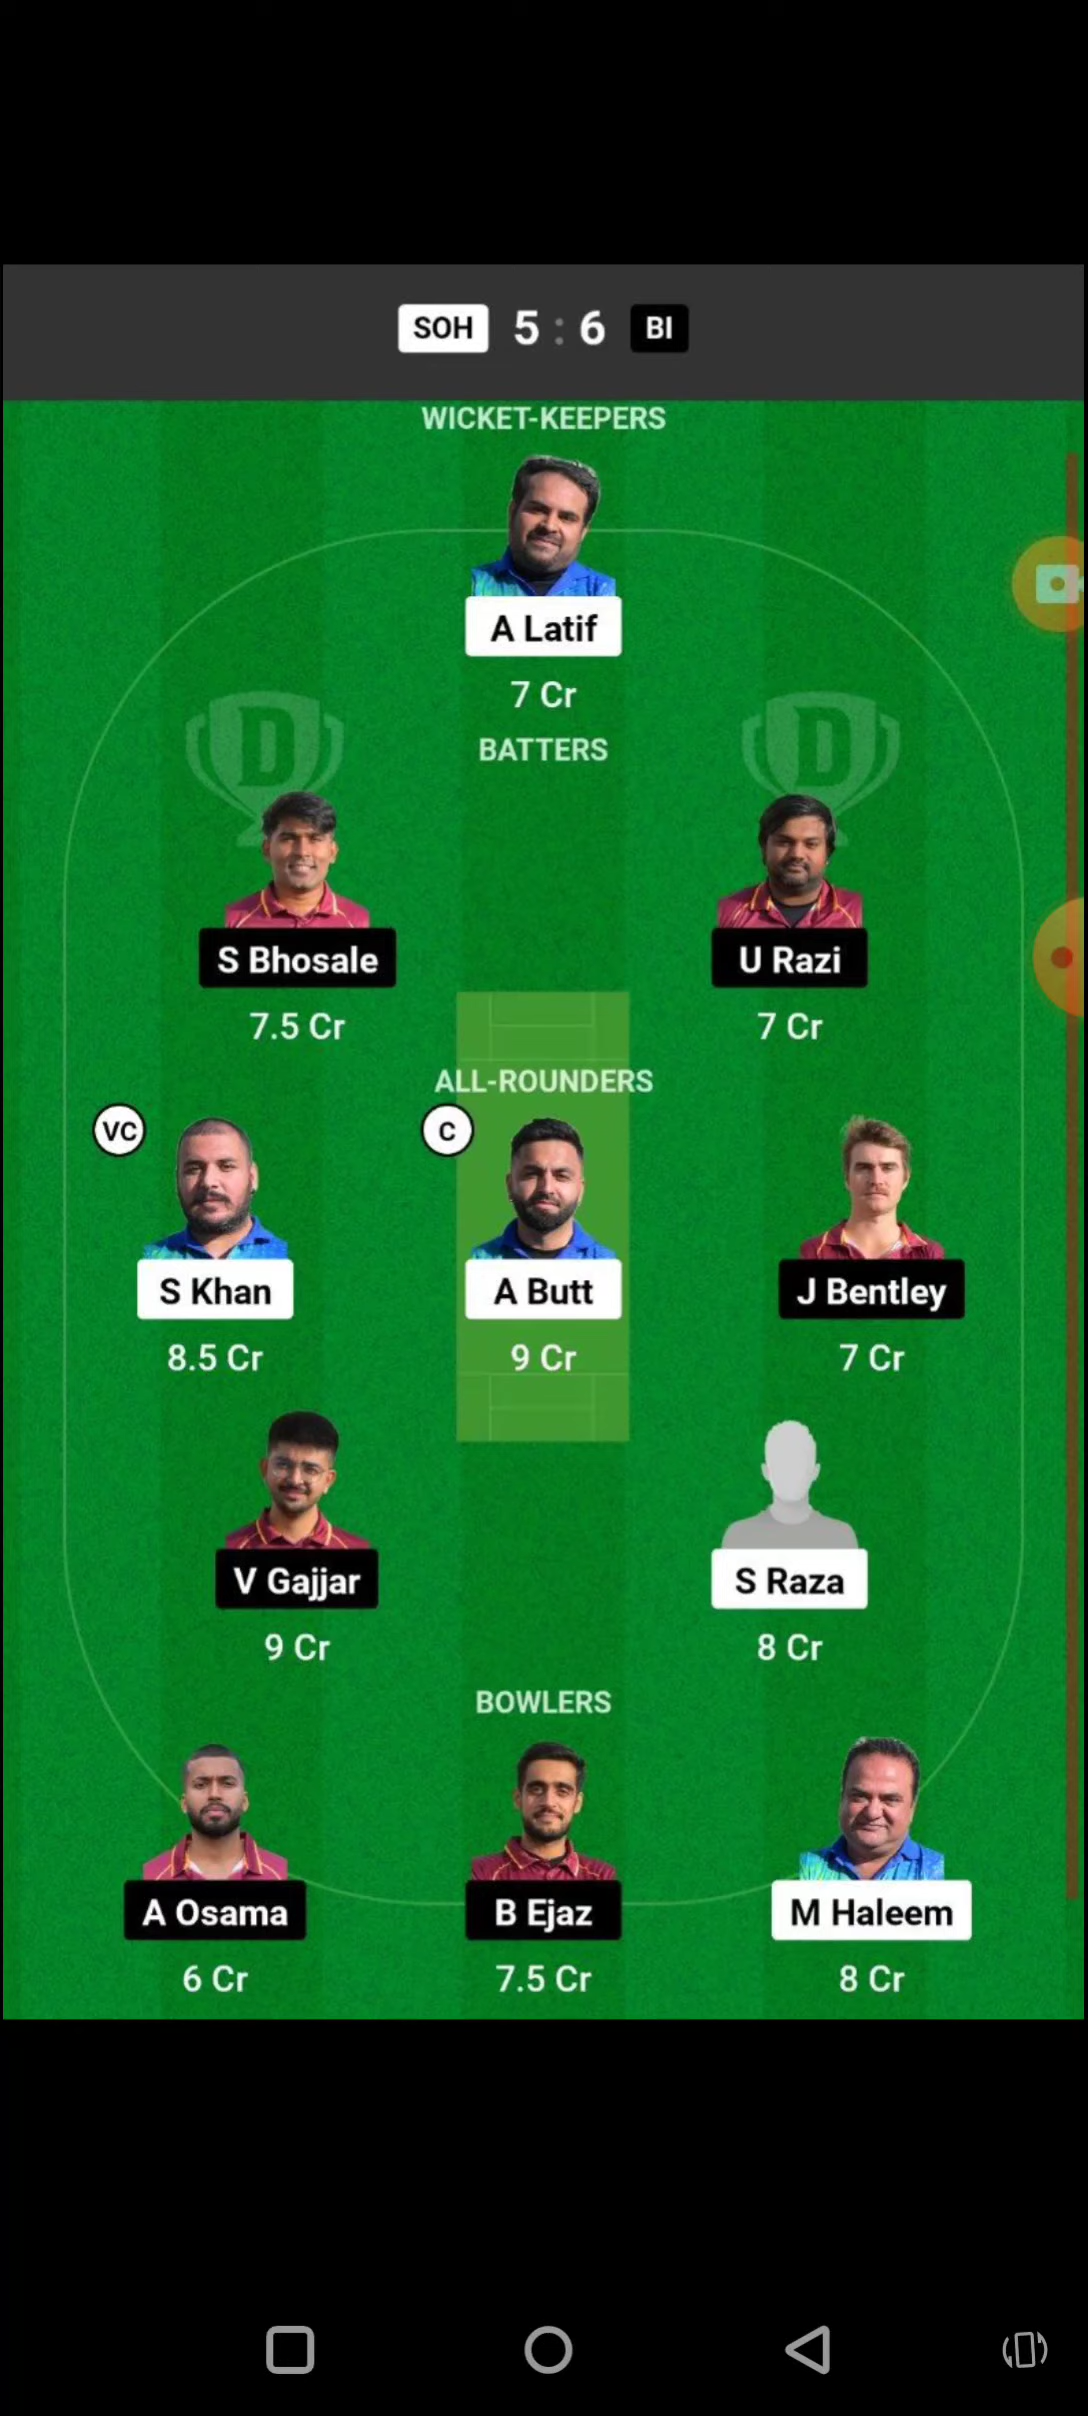 SOH 5 : 6 BI
WICKET-KEEPERS
A Latif
7 Cr
BATTERS
D D
S Bhosale U Razi
7.5 Cr 7 Cr
ALL-ROUNDERS
VC C
S Khan A Butt J Bentley
8.5 Cr 9 Cr 7 Cr
V Gajjar S Raza
9 Cr 8 Cr
BOWLERS
A Osama B Ejaz M Haleem
6 Cr 7.5 Cr 8 Cr